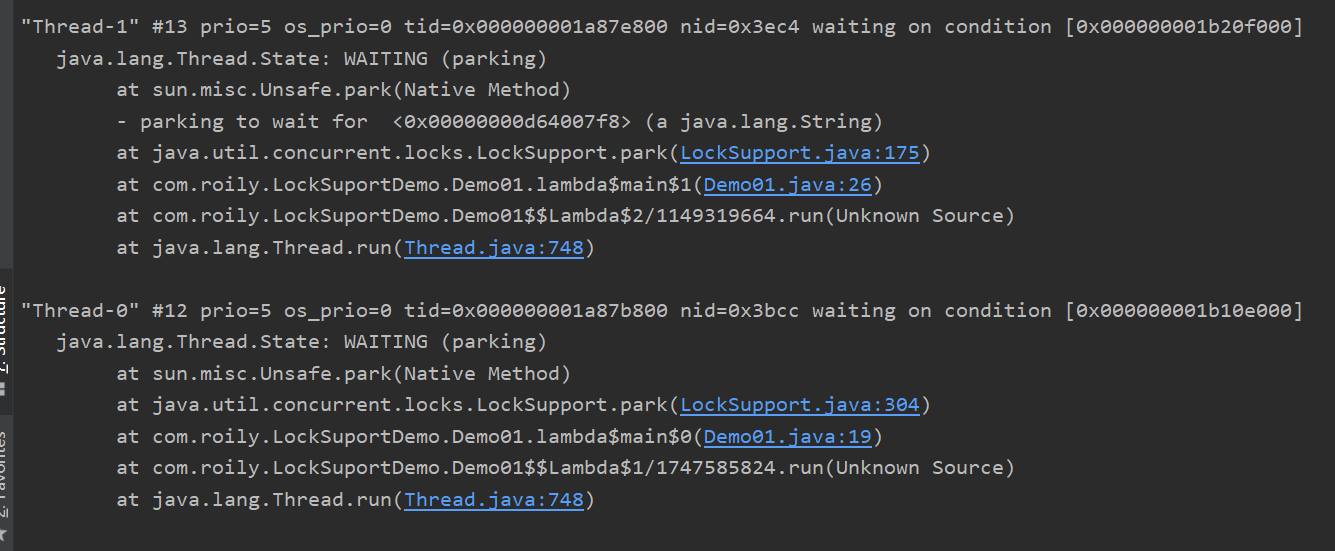 "Thread-1" #13 prio=5 os_prio=0 tid=0x000000001a87e800 nid=0x3ec4 waiting on condition [0x000000001b20f000]
java.lang.Thread.State: WAITING (parking)
at sun.misc.Unsafe.park(Native Method)
- parking to wait for  <0x00000000d64007f8> (a java.lang.String)
at java.util.concurrent.locks.LockSupport.park(LockSupport.java:175)
at com.roily.LockSuportDemo.Demo01.lambda$main$1(Demo01.java:26)
at com.roily.LockSuportDemo.Demo01$$Lambda$2/1149319664.run(Unknown Source)
at java.lang.Thread.run(Thread.java:748)
"Thread-0" #12 prio=5 os_prio=0 tid=0x000000001a87b800 nid=0x3bcc waiting on condition [0x000000001b10e000]
java.lang.Thread.State: WAITING (parking)
at sun.misc.Unsafe.park(Native Method)
at java.util.concurrent.locks.LockSupport.park(LockSupport.java:304)
at com.roily.LockSuportDemo.Demo01.lambda$main$0(Demo01.java:19)
at com.roily.LockSuportDemo.Demo01$$Lambda$1/1747585824.run(Unknown Source)
at java.lang.Thread.run(Thread.java:748)